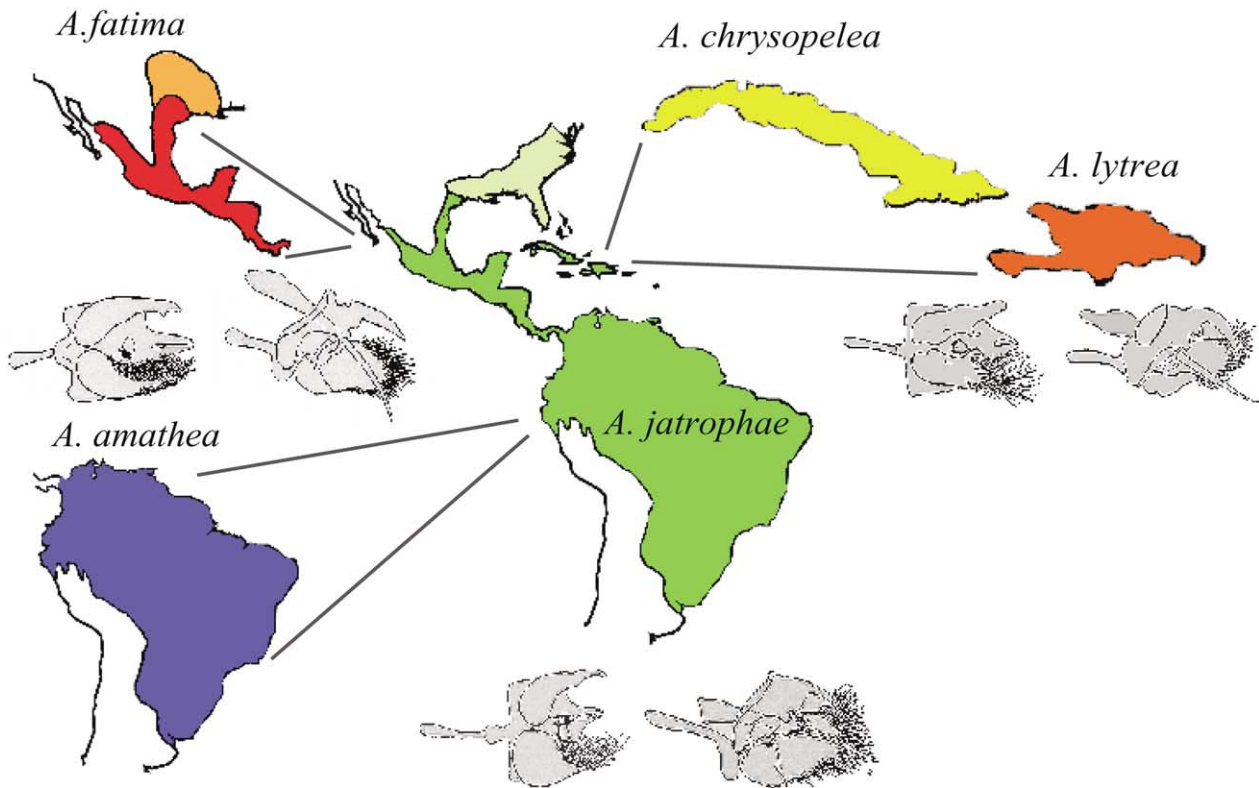 A.fatima
A. chrysopelea
A. lytrea
A. amathea
A. jatrophae